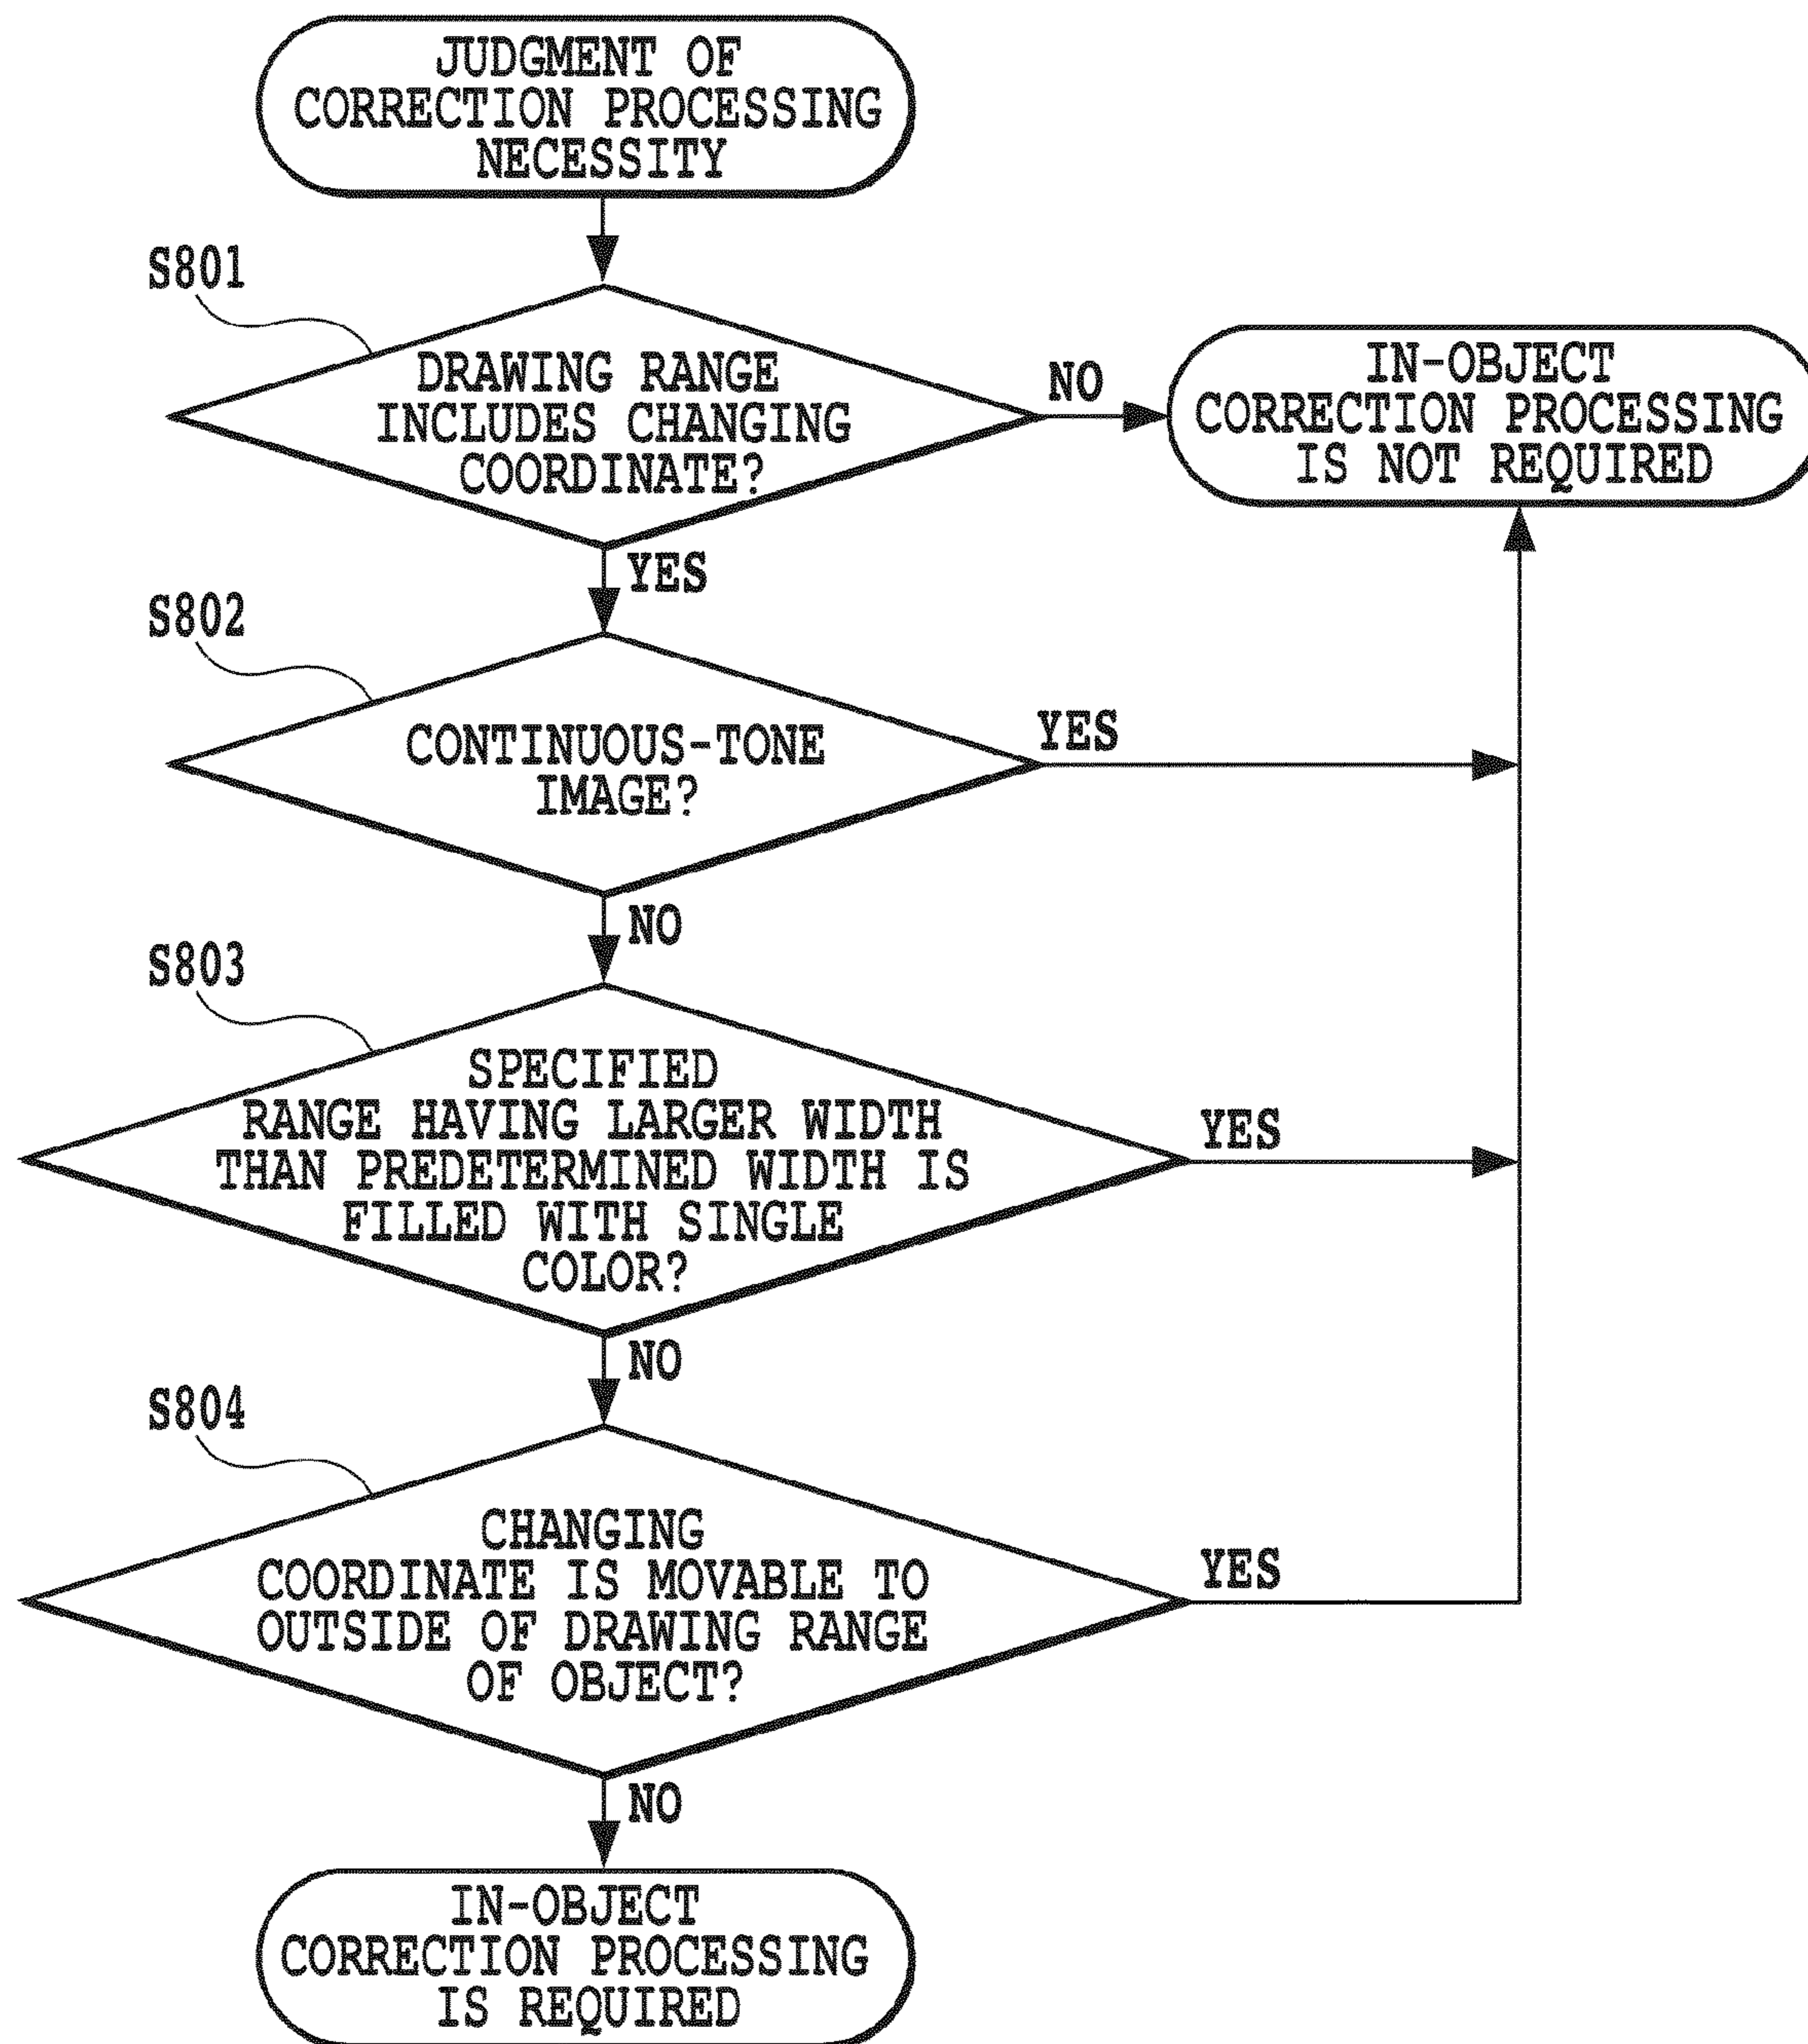 JUDGMENT OF
CORRECTION PROCESSING
NECESSITY
S801
DRAWING RANGE
INCLUDES CHANGING
COORDINATE?
NO
IN-OBJECT
CORRECTION PROCESSING
IS NOT REQUIRED
YES
S802
CONTINUOUS-TONE
IMAGE?
YES
NO
S803
SPECIFIED
RANGE HAVING LARGER WIDTH
THAN PREDETERMINED WIDTH IS
FILLED WITH SINGLE
COLOR?
YES
NO
S804
CHANGING
COORDINATE IS MOVABLE TO
OUTSIDE OF DRAWING RANGE
OF OBJECT?
YES
NO
IN-OBJECT
CORRECTION PROCESSING
IS REQUIRED